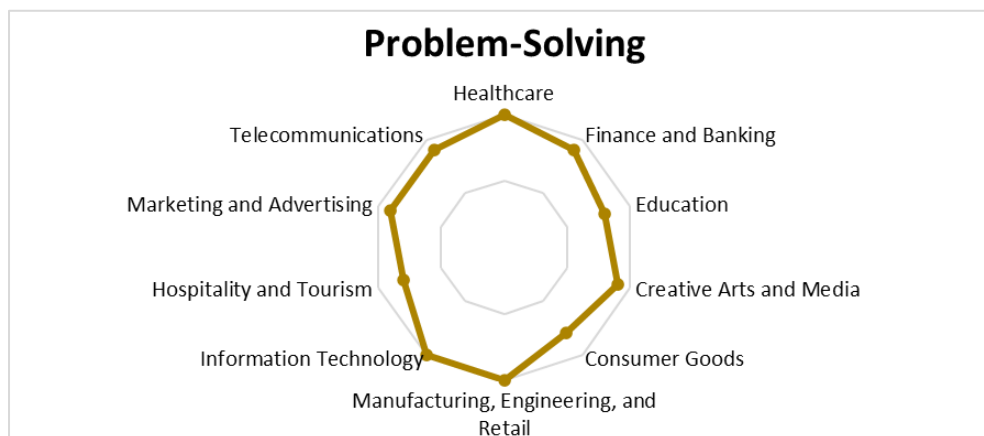 Problem-Solving
Healthcare
Telecommunications
Finance and Banking
Marketing and Advertising
Education
Hospitality and Tourism
Creative Arts and Media
Information Technology
Consumer Goods
Manufacturing, Engineering, and
Retail